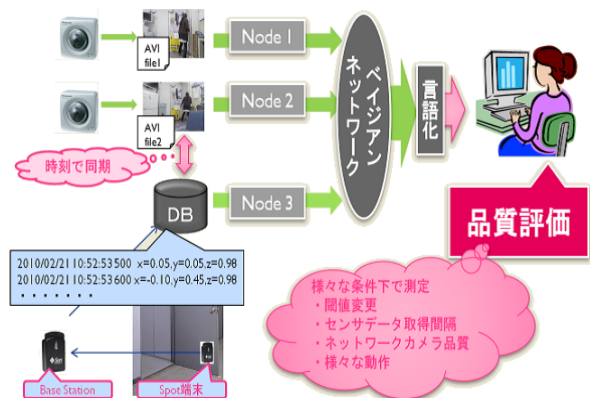 AVI
file1
Node 1
AVI
file2
Node 2
時刻で同期
DB
Node 3
ベイジアン
ネットワーク
言語化
品質評価
2010/02/21 10:52:53 500 x=0.05,y=0.05,z=0.98
2010/02/21 10:52:53 600 x=-0.10,y=0.45,z=0.98
・・・・・・・
Base Station
Spot端末
様々な条件下で測定
・閾値変更
・センサデータ取得間隔
・ネットワークカメラ品質
・様々な動作